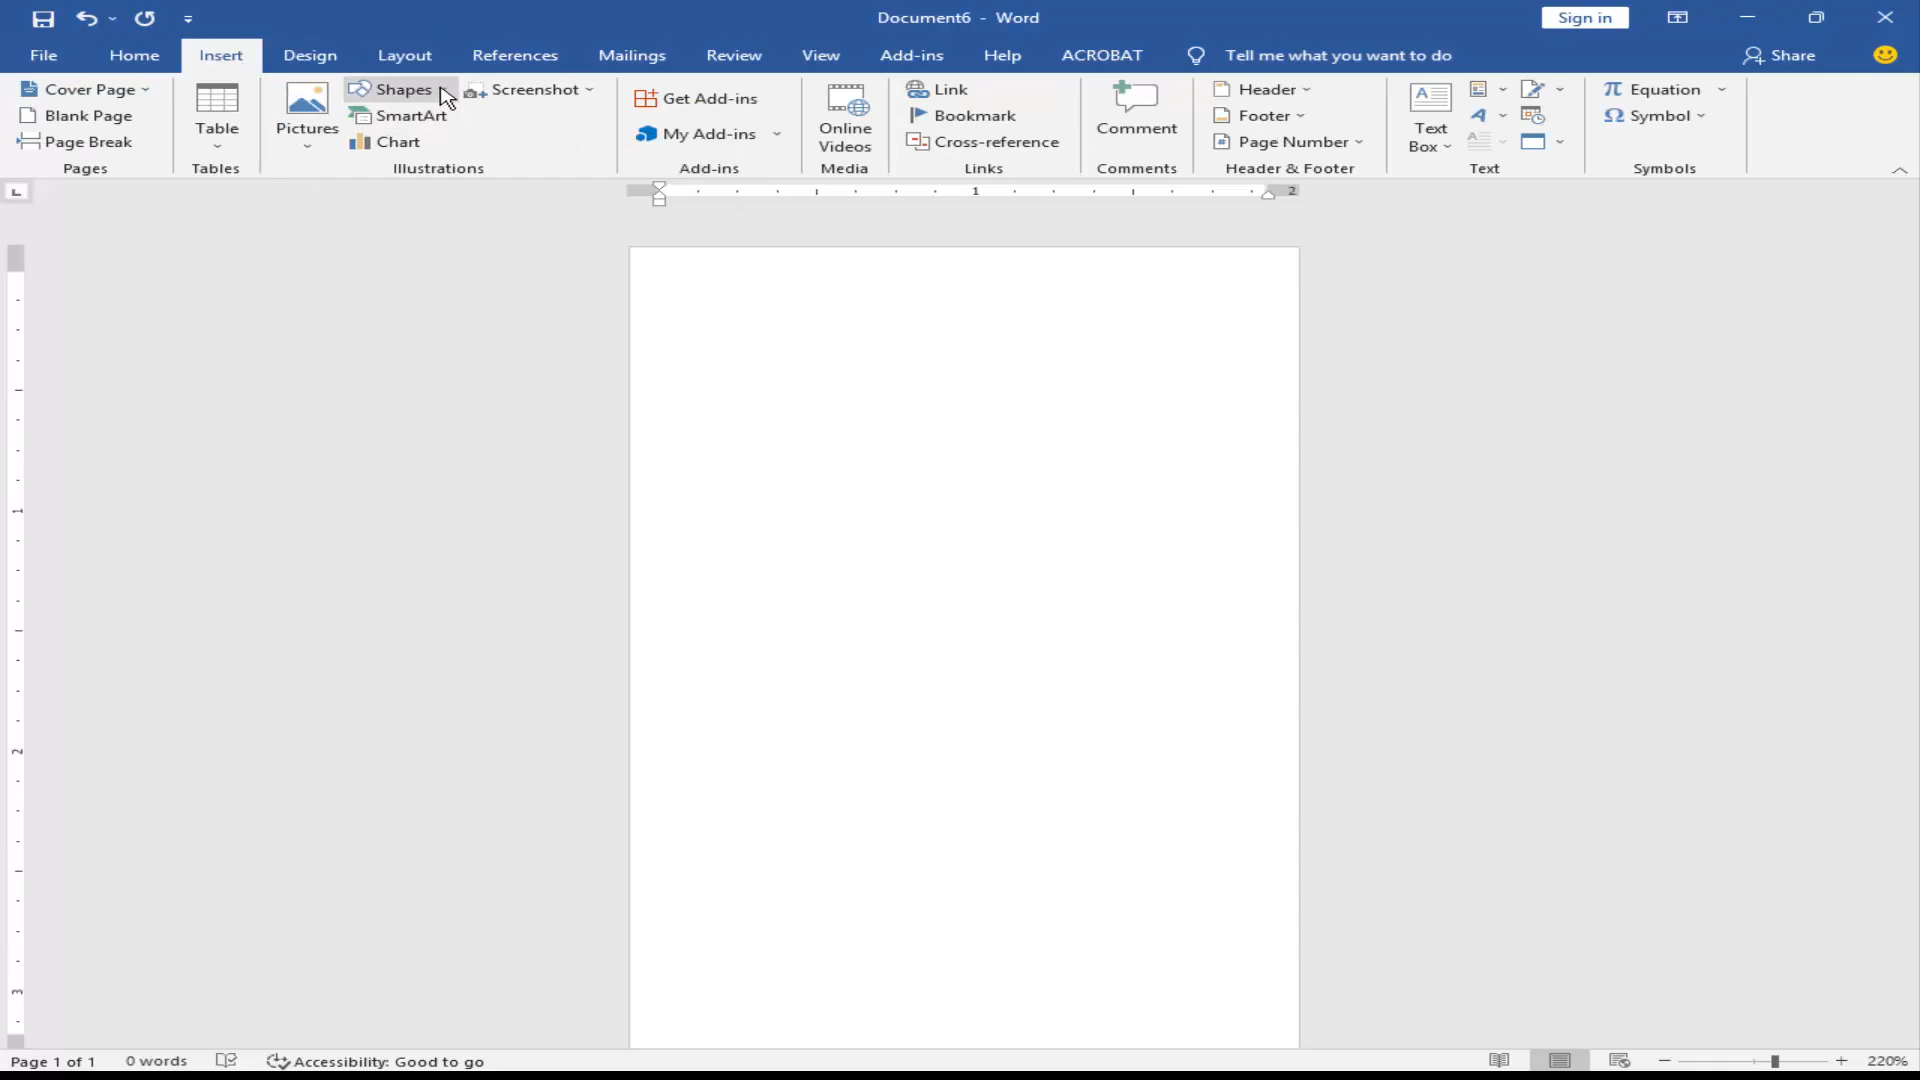 Document6 - Word
Sign in
File Home Insert Design Layout References Mailings Review View Add-ins Help ACROBAT Tell me what you want to do Share
Cover Page
Blank Page
Page Break
Pages
Table
Tables
Pictures
Shapes
SmartArt
Chart
Screenshot
Illustrations
Get Add-ins
My Add-ins
Add-ins
Online
Videos
Media
Link
Bookmark
Cross-reference
Links
Comment
Comments
Header
Footer
Page Number
Header & Footer
Text
Box
Text
Equation
Symbol
Symbols
1 2
1
2
3
Page 1 of 1 0 words Accessibility: Good to go 220%